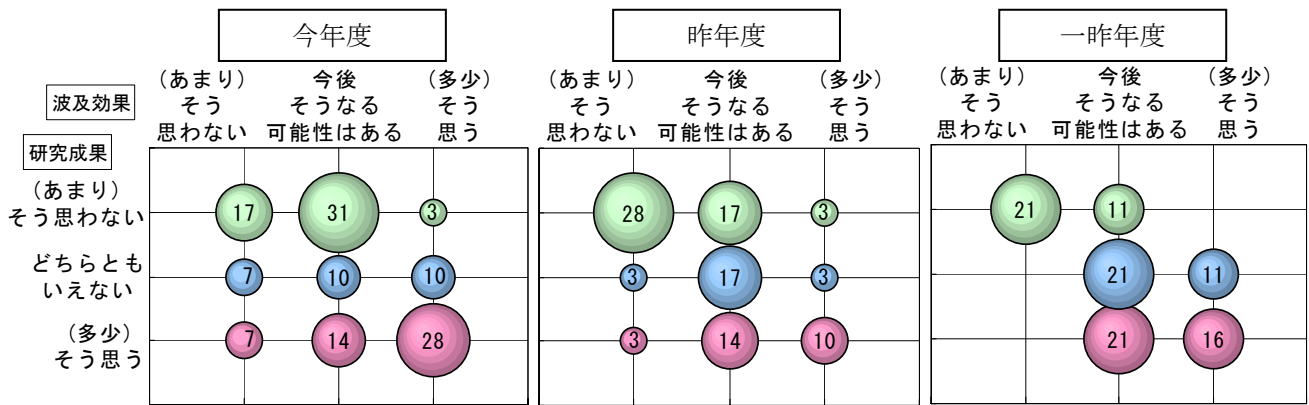 今年度
昨年度
一昨年度
波及効果
(あまり)
そう
思わない
今後
そうなる
可能性はある
(多少)
そう
思う
(あまり)
そう
思わない
今後
そうなる
可能性はある
(多少)
そう
思う
(あまり)
そう
思わない
今後
そうなる
可能性はある
(多少)
そう
思う
研究成果
(あまり)
そう思わない
17 31 3
28 17 3
21 11
どちらとも
いえない
7 10 10
3 17 3
21 11
(多少)
そう思う
7 14 28
3 14 10
21 16